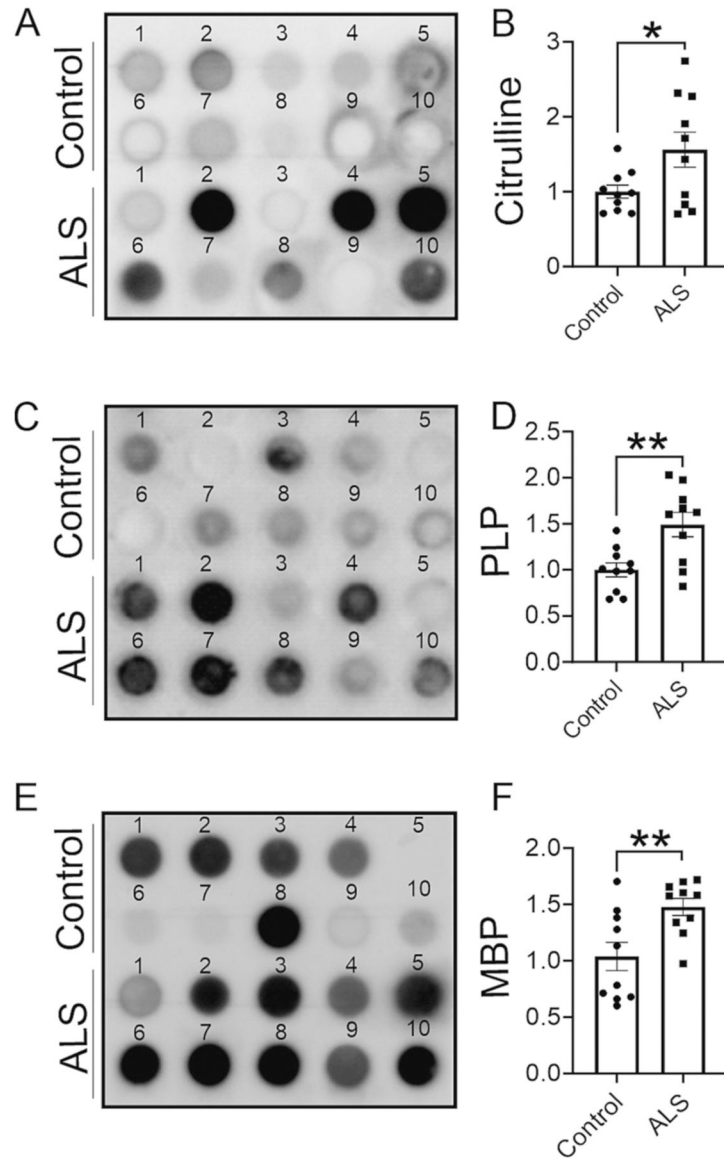 A
Control
1 2 3 4 5
6 7 8 9 10
ALS
1 2 3 4 5
6 7 8 9 10
B
*
Citrulline
3
2
1
0
Control
ALS
C
Control
1 2 3 4 5
6 7 8 9 10
ALS
1 2 3 4 5
6 7 8 9 10
D
**
PLP
2.5
2.0
1.5
1.0
0.5
0.0
Control
ALS
E
Control
1 2 3 4 5
6 7 8 9 10
ALS
1 2 3 4 5
6 7 8 9 10
F
**
MBP
2.0
1.5
1.0
0.5
0.0
Control
ALS